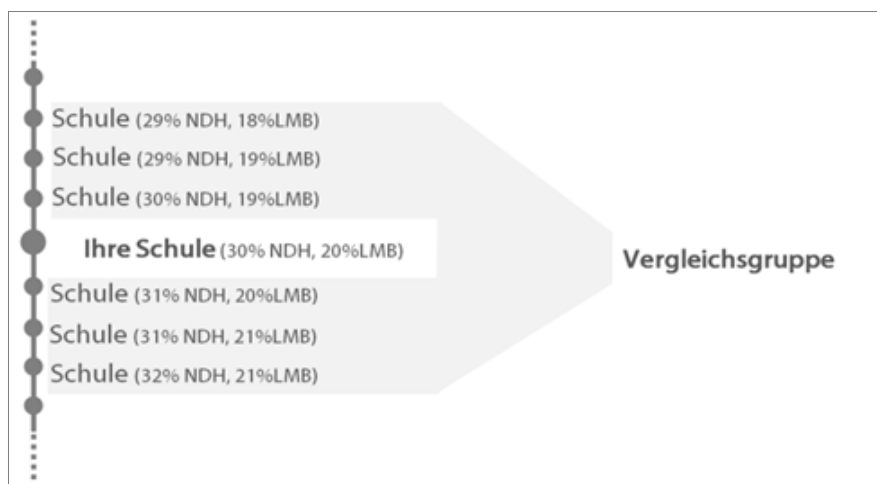 Schule (29% NDH, 18%LMB)
Schule (29% NDH, 19%LMB)
Schule (30% NDH, 19%LMB)
Ihre Schule (30% NDH, 20%LMB)
Vergleichsgruppe
Schule (31% NDH, 20%LMB)
Schule (31% NDH, 21%LMB)
Schule (32% NDH, 21%LMB)